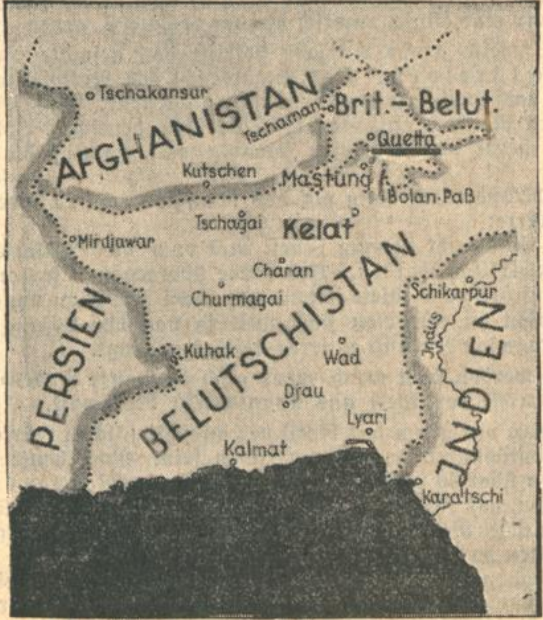 Tschakansur
AFGHANISTAN
Tschaman
Brit.- Belut.
Quetta
Kutschen
Mastung
Bolan-Paß
Tschagai
Kelat
Mirdjawar
Charan
Churmagai
Schikarpur
PERSIEN
BELUTSCHISTAN
Indus
INDIEN
Kuhak
Wad
Djau
Lyari
Kalmat
Karatschi